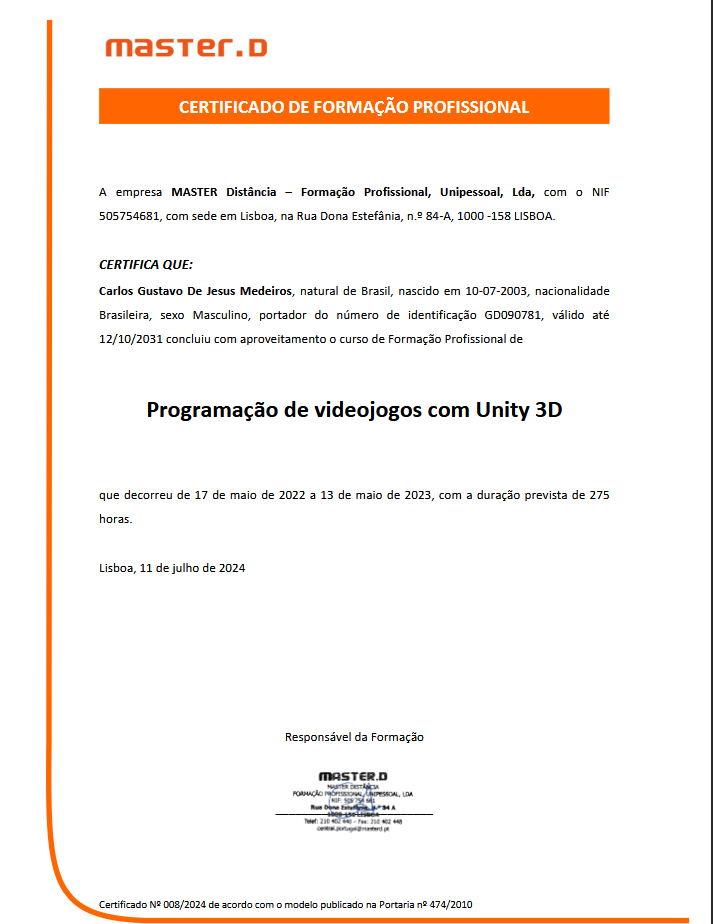 MASTER.D
CERTIFICADO DE FORMAÇÃO PROFISSIONAL
A empresa MASTER Distância – Formação Profissional, Unipessoal, Lda, com o NIF
505754681, com sede em Lisboa, na Rua Dona Estefânia, n.º 84-A, 1000 -158 LISBOA.
CERTIFICA QUE:
Carlos Gustavo De Jesus Medeiros, natural de Brasil, nascido em 10-07-2003, nacionalidade
Brasileira, sexo Masculino, portador do número de identificação GD090781, válido até
12/10/2031 concluiu com aproveitamento o curso de Formação Profissional de
Programação de videojogos com Unity 3D
que decorreu de 17 de maio de 2022 a 13 de maio de 2023, com a duração prevista de 275
horas.
Lisboa, 11 de julho de 2024
Responsável da Formação
MASTER.D
MASTER DISTÂNCIA
FORMAÇÃO PROFISSIONAL, UNIPESSOAL, LDA
NIF: 505 754 681
Rua Dona Estefânia, n.º 84 A
1000-158 LISBOA
Telef: 210 402 440 - Fax: 210 402 448
central.portugal@masterd.pt
Certificado Nº 008/2024 de acordo com o modelo publicado na Portaria nº 474/2010